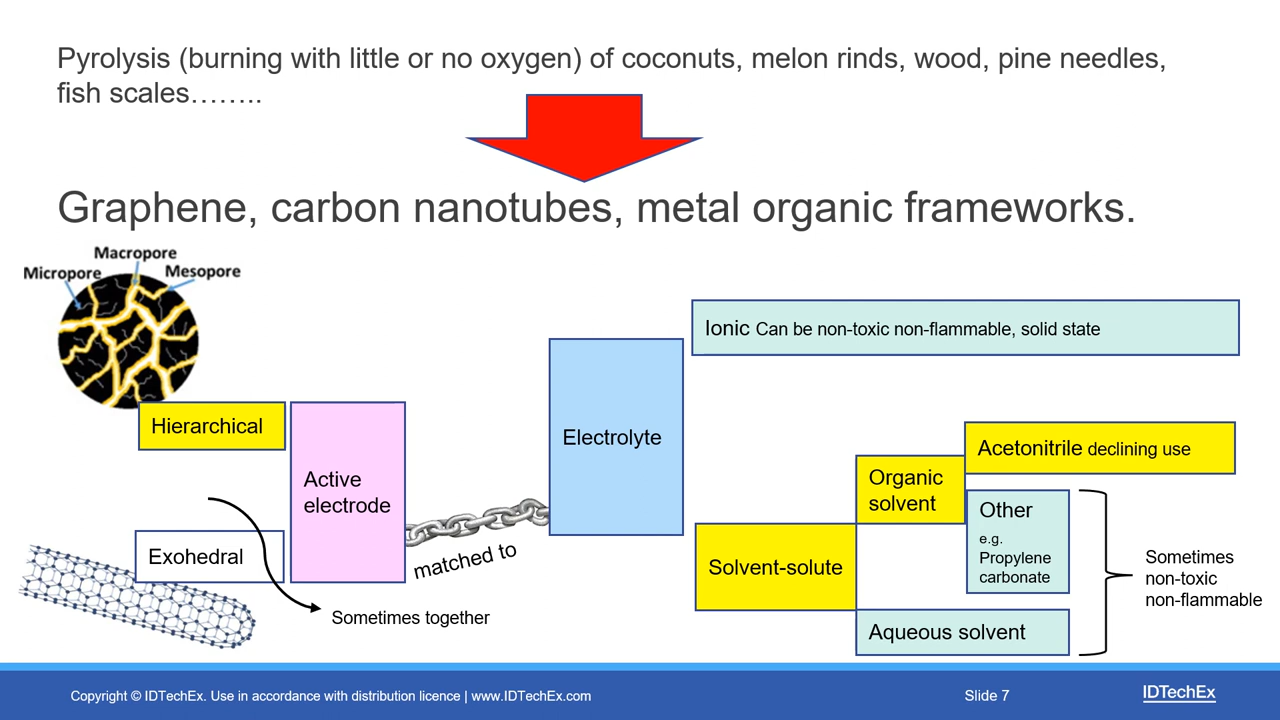 Pyrolysis (burning with little or no oxygen) of coconuts, melon rinds, wood, pine needles,
fish scales……..
Graphene, carbon nanotubes, metal organic frameworks.
Macropore
Micropore
Mesopore
Hierarchical
Active
electrode
Exohedral
Sometimes together
matched to
Electrolyte
Ionic Can be non-toxic non-flammable, solid state
Solvent-solute
Organic
solvent
Acetonitrile declining use
Other
e.g.
Propylene
carbonate
Aqueous solvent
Sometimes
non-toxic
non-flammable
Copyright © IDTechEx. Use in accordance with distribution licence | www.IDTechEx.com
Slide 7
IDTechEx